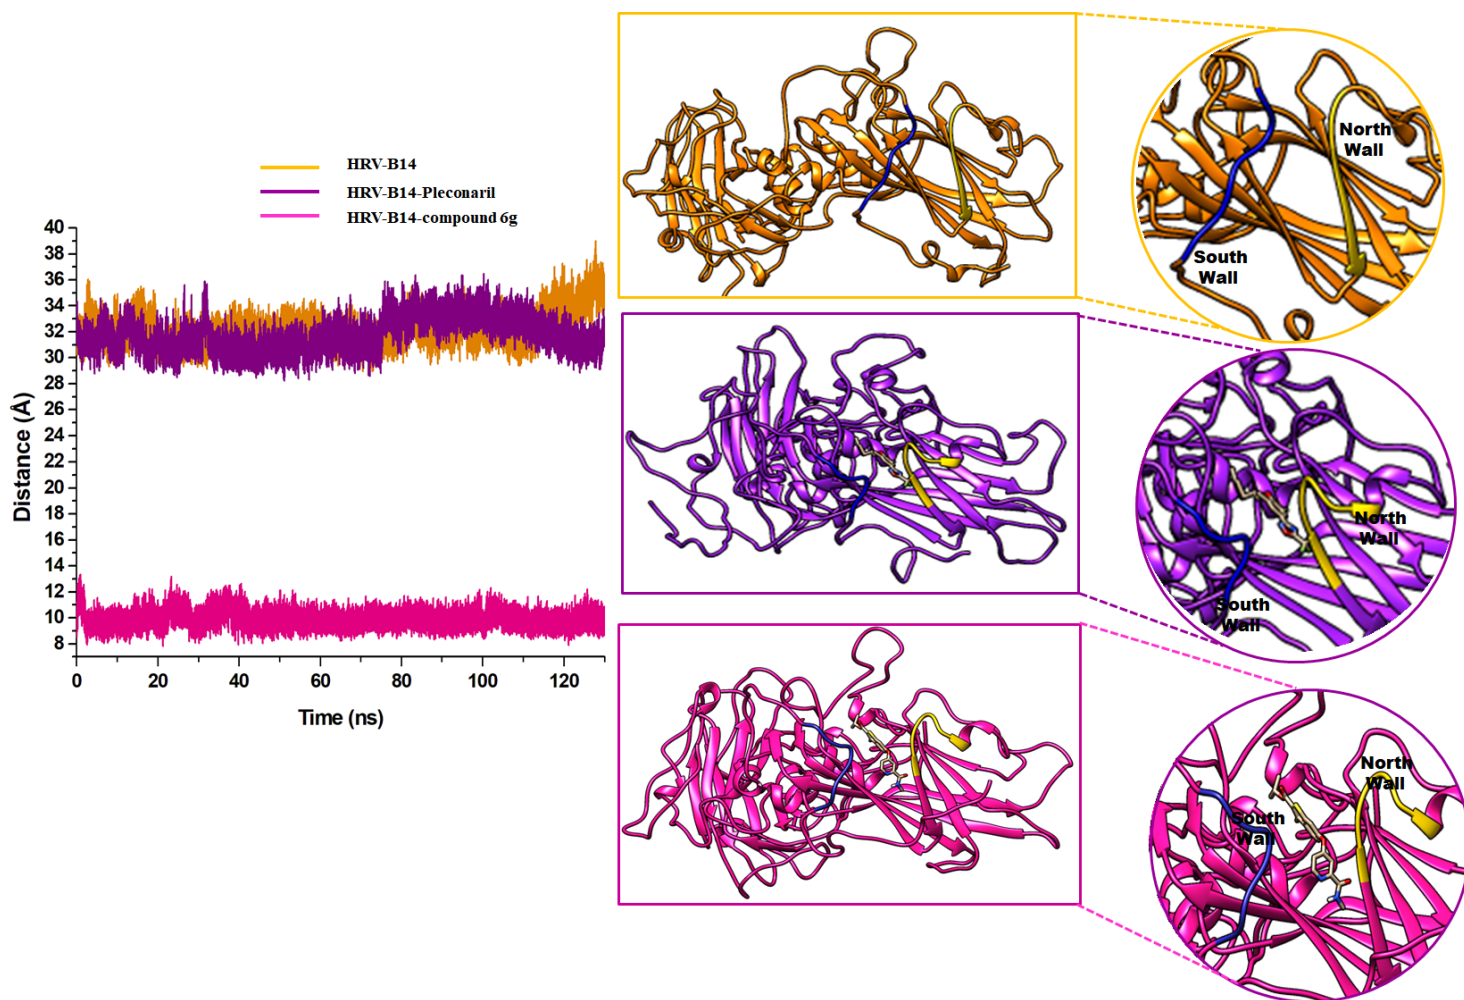 HRV-B14
HRV-B14-Pleconaril
HRV-B14-compound 6g
40
38
36
34
32
30
28
26
24
22
20
18
16
14
12
10
8
Distance (Å)
0
20
40
60
80
100
120
Time (ns)
North
Wall
South
Wall
North
Wall
South
Wall
North
Wall
South
Wall